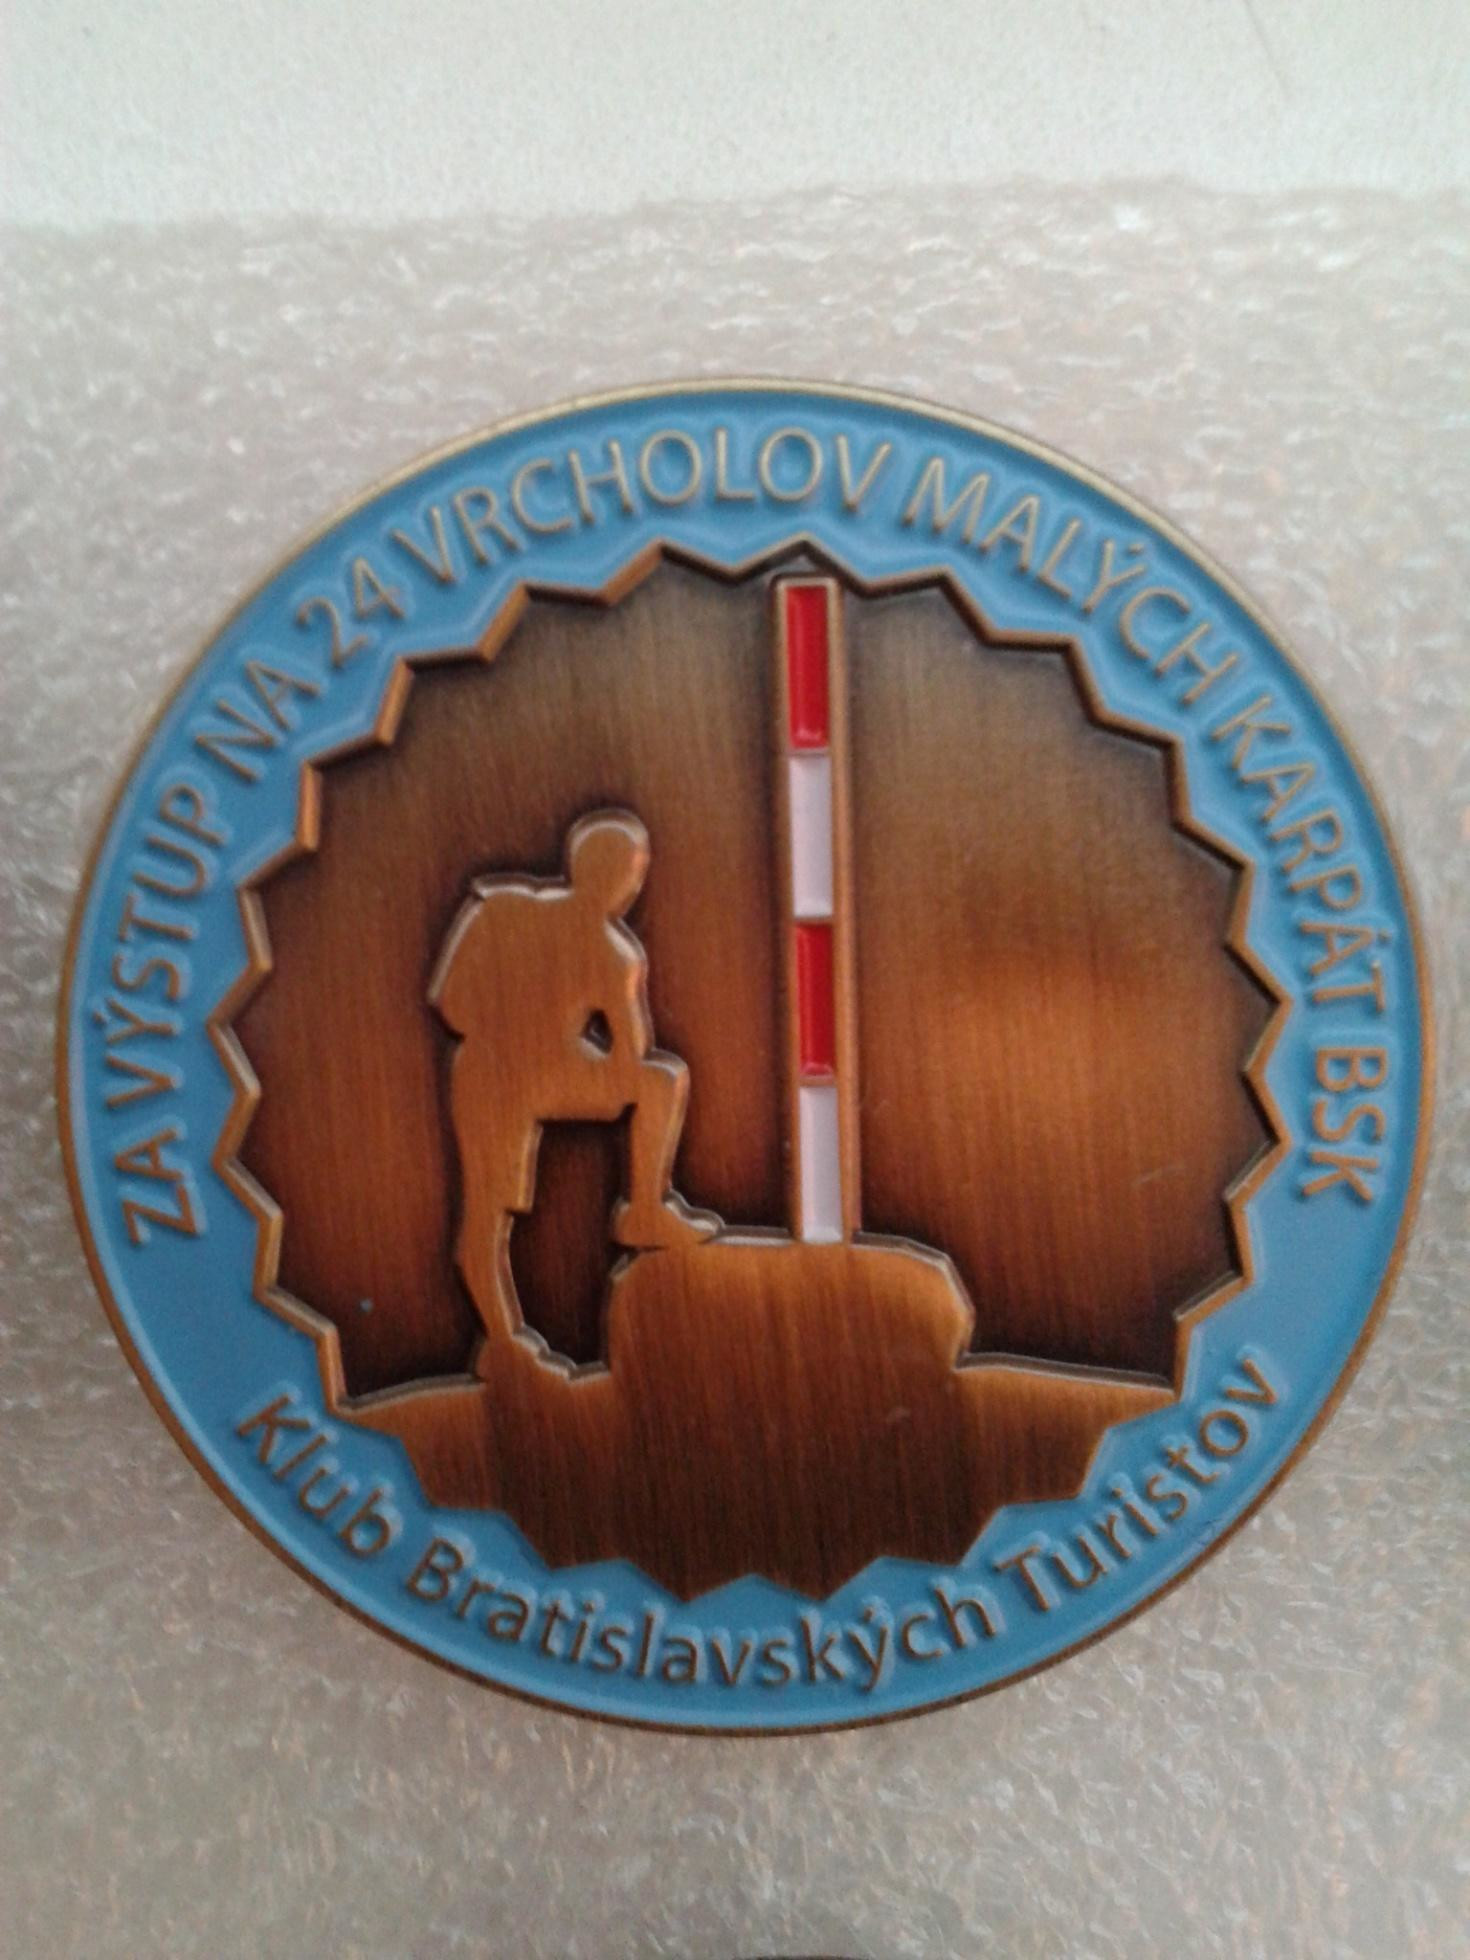 ZA VÝSTUP NA 24 VRCHOLOV MALÝCH KARPÁT BSK
Klub Bratislavských Turistov